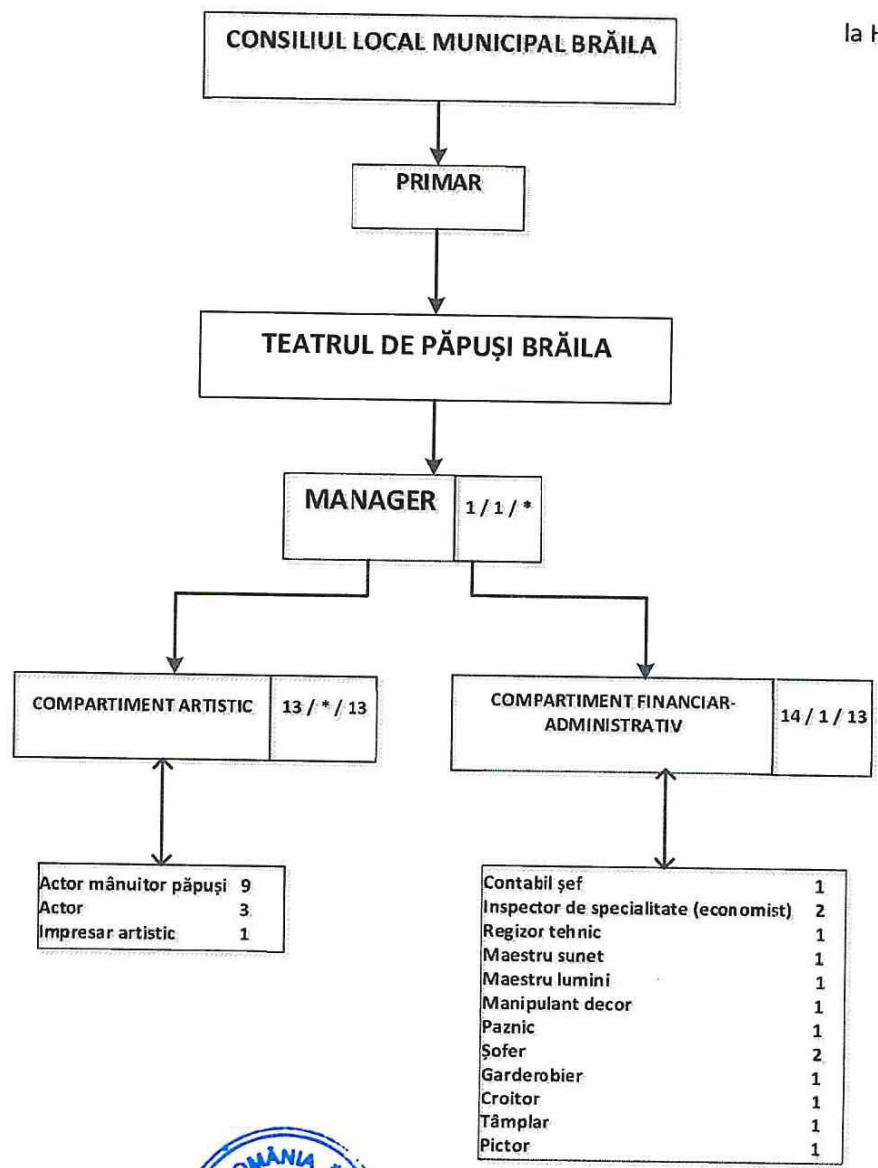 la H
CONSILIUL LOCAL MUNICIPAL BRĂILA
PRIMAR
TEATRUL DE PĂPUȘI BRĂILA
MANAGER 1 / 1 / *
COMPARTIMENT ARTISTIC 13 / * / 13
COMPARTIMENT FINANCIAR-
ADMINISTRATIV 14 / 1 / 13
Actor mânuitor păpuși 9
Actor 3
Impresar artistic 1
Contabil șef 1
Inspector de specialitate (economist) 2
Regizor tehnic 1
Maestru sunet 1
Maestru lumini 1
Manipulant decor 1
Paznic 1
Șofer 2
Garderobier 1
Croitor 1
Tâmplar 1
Pictor 1
ROMÂNIA